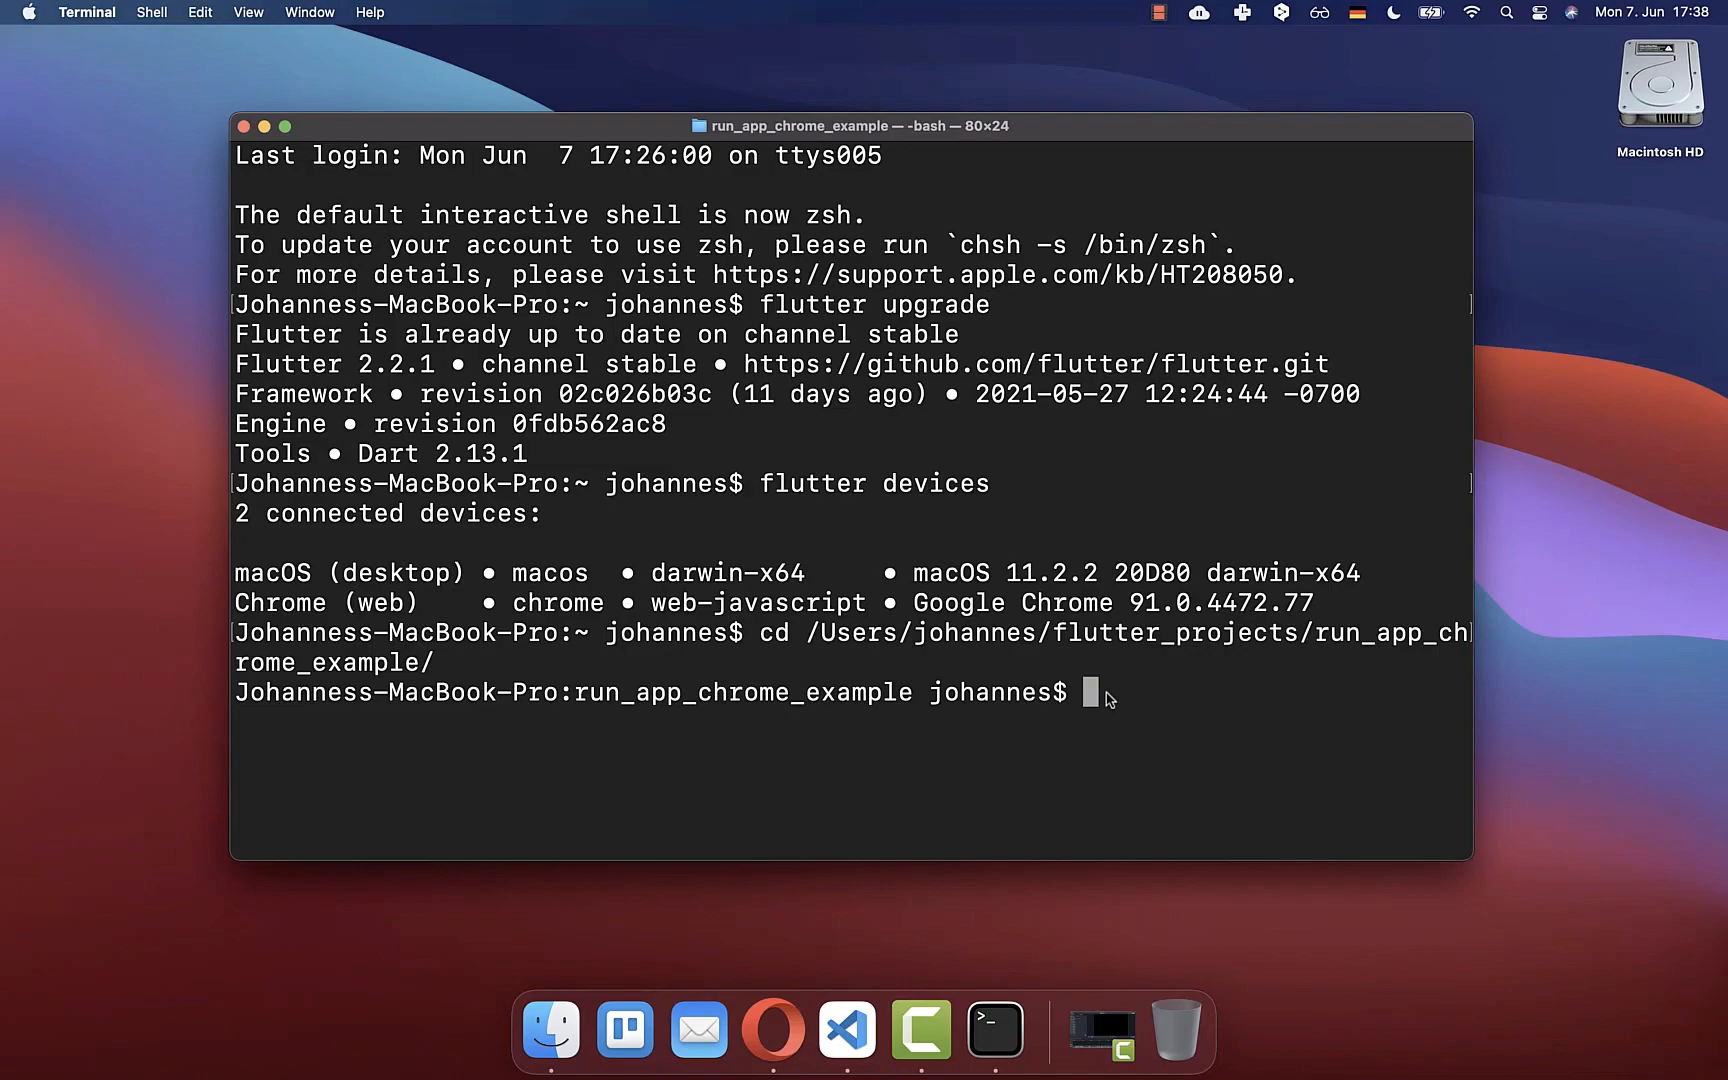 Terminal Shell Edit View Window Help Mon 7. Jun 17:38
Macintosh HD
run_app_chrome_example — -bash — 80×24
Last login: Mon Jun  7 17:26:00 on ttys005
The default interactive shell is now zsh.
To update your account to use zsh, please run `chsh -s /bin/zsh`.
For more details, please visit https://support.apple.com/kb/HT208050.
[Johanness-MacBook-Pro:~ johannes$ flutter upgrade ]
Flutter is already up to date on channel stable
Flutter 2.2.1 • channel stable • https://github.com/flutter/flutter.git
Framework • revision 02c026b03c (11 days ago) • 2021-05-27 12:24:44 -0700
Engine • revision 0fdb562ac8
Tools • Dart 2.13.1
[Johanness-MacBook-Pro:~ johannes$ flutter devices ]
2 connected devices:
macOS (desktop) • macos  • darwin-x64     • macOS 11.2.2 20D80 darwin-x64
Chrome (web)    • chrome • web-javascript • Google Chrome 91.0.4472.77
[Johanness-MacBook-Pro:~ johannes$ cd /Users/johannes/flutter_projects/run_app_ch]
rome_example/
Johanness-MacBook-Pro:run_app_chrome_example johannes$